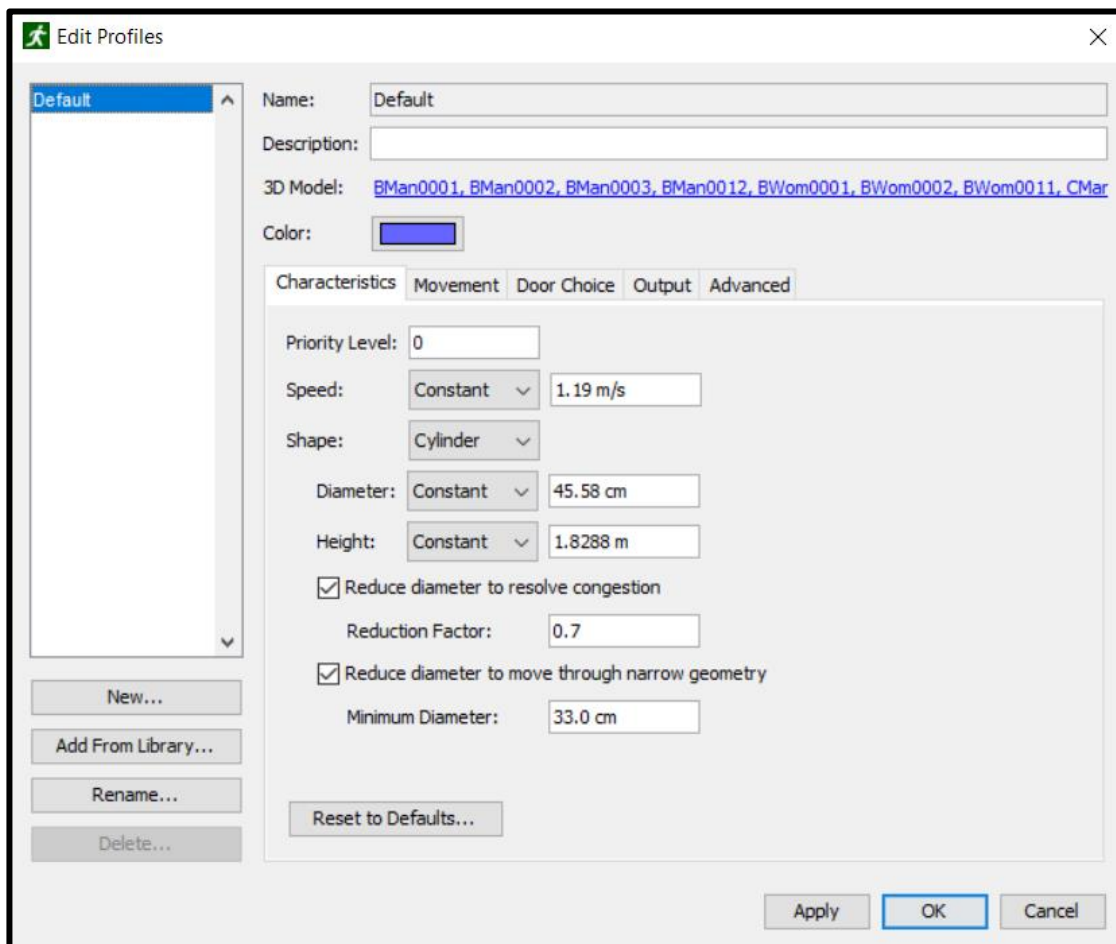 Edit Profiles
Default
Name: Default
Description:
3D Model: BMan0001, BMan0002, BMan0003, BMan0012, BWom0001, BWom0002, BWom0011, CMar
Color:
Characteristics Movement Door Choice Output Advanced
Priority Level: 0
Speed: Constant 1.19 m/s
Shape: Cylinder
Diameter: Constant 45.58 cm
Height: Constant 1.8288 m
Reduce diameter to resolve congestion
Reduction Factor: 0.7
Reduce diameter to move through narrow geometry
Minimum Diameter: 33.0 cm
New...
Add From Library...
Rename...
Delete...
Reset to Defaults...
Apply OK Cancel